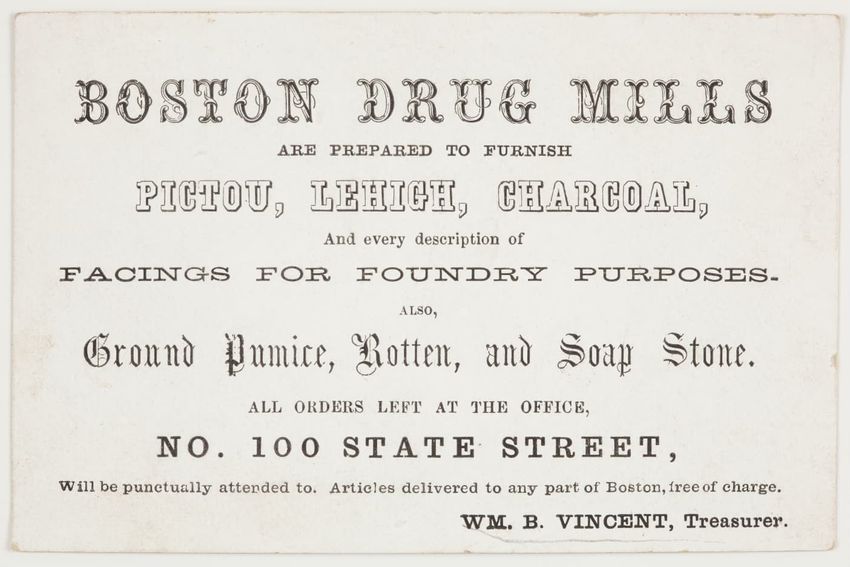 BOSTON DRUG MILLS
ARE PREPARED TO FURNISH
PICTOU, LEHIGH, CHARCOAL,
And every description of
FACINGS FOR FOUNDRY PURPOSES.
ALSO,
Ground Pumice, Rotten, and Soap Stone.
ALL ORDERS LEFT AT THE OFFICE,
NO. 100 STATE STREET,
Will be punctually attended to. Articles delivered to any part of Boston, free of charge.
WM. B. VINCENT, Treasurer.